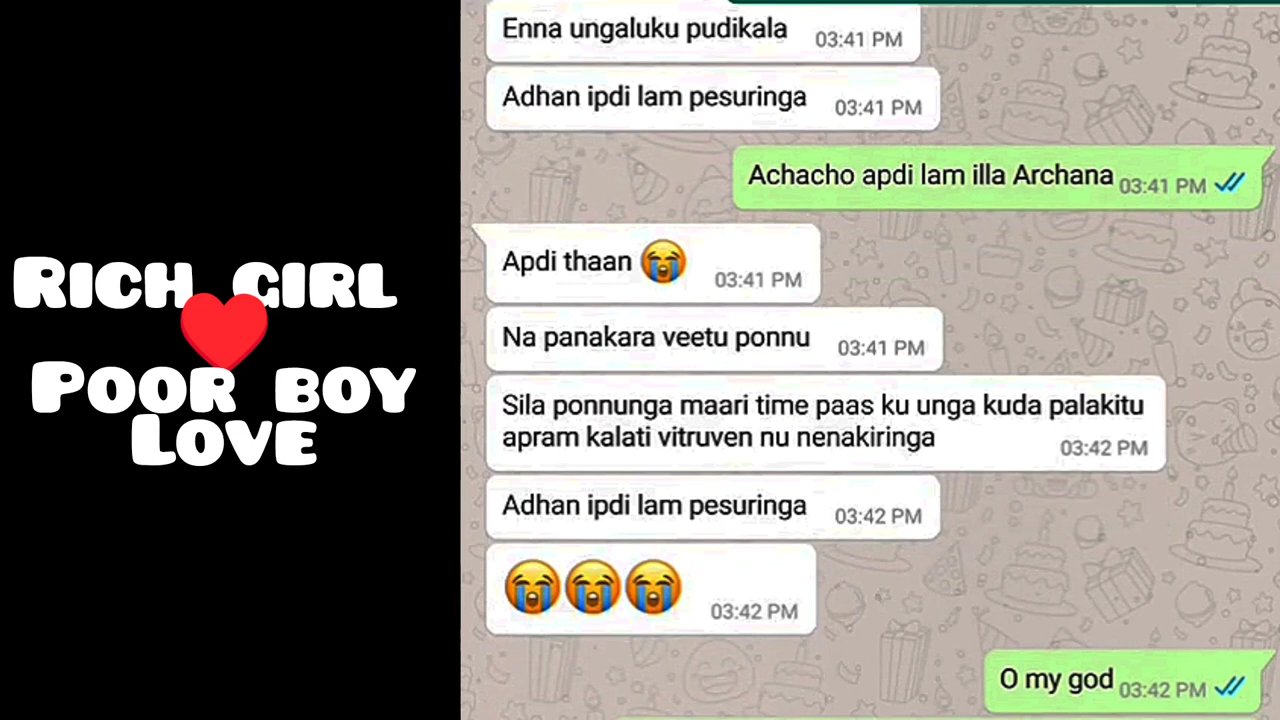 RICH GIRL
POOR BOY
LOVE
Enna ungaluku pudikala 03:41 PM
Adhan ipdi lam pesuringa 03:41 PM
Achacho apdi lam illa Archana 03:41 PM
Apdi thaan 😭 03:41 PM
Na panakara veetu ponnu 03:41 PM
Sila ponnunga maari time paas ku unga kuda palakitu
apram kalati vitruven nu nenakiringa 03:42 PM
Adhan ipdi lam pesuringa 03:42 PM
😭😭😭 03:42 PM
O my god 03:42 PM